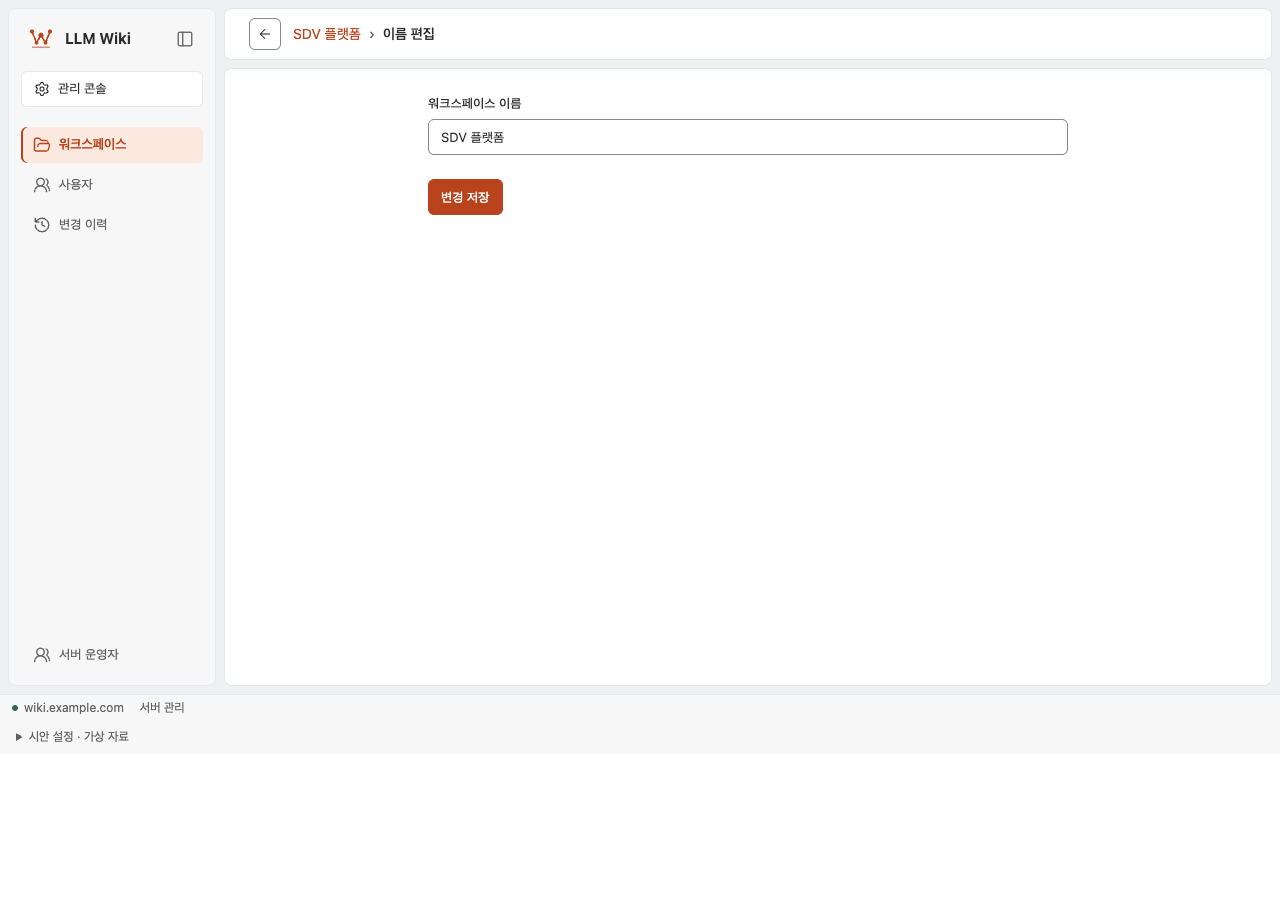 LLM Wiki
관리 콘솔
워크스페이스
사용자
변경 이력
서버 운영자
SDV 플랫폼 › 이름 편집
워크스페이스 이름
SDV 플랫폼
변경 저장
wiki.example.com 서버 관리
시안 설정 · 가상 자료